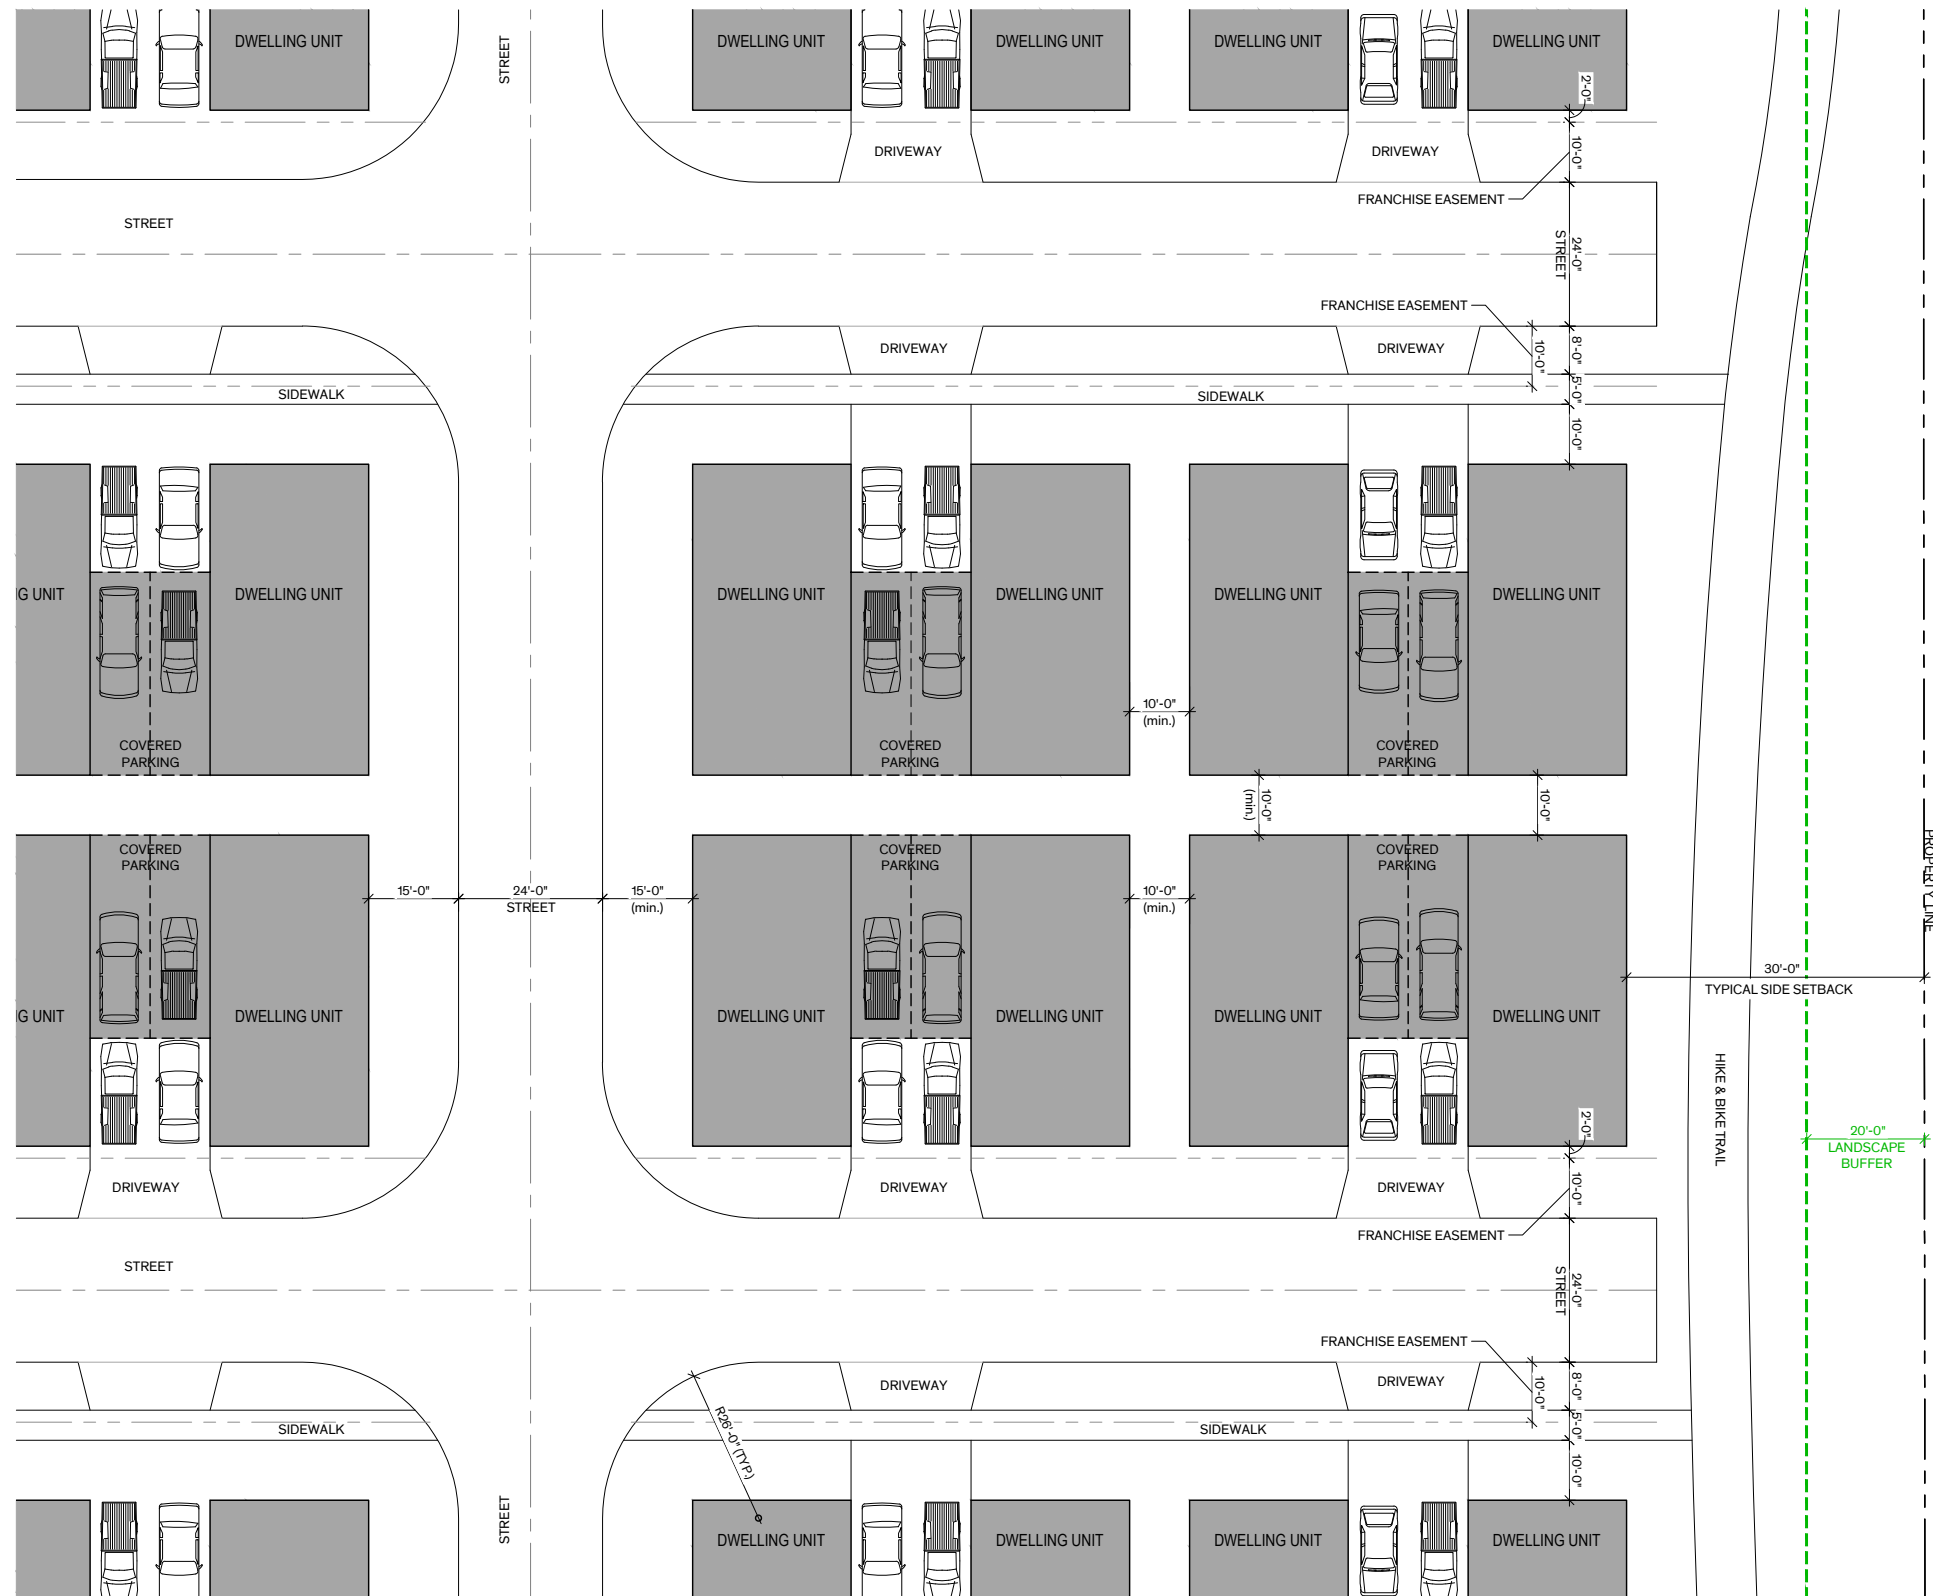 DWELLING UNIT
STREET
DWELLING UNIT
DWELLING UNIT
DWELLING UNIT
DWELLING UNIT
2'-0"
DRIVEWAY
DRIVEWAY
10'-0"
FRANCHISE EASEMENT
STREET
24'-0"
STREET
FRANCHISE EASEMENT
DRIVEWAY
DRIVEWAY
10'-0"
8'-0"
SIDEWALK
SIDEWALK
5'-0"
10'-0"
G UNIT
DWELLING UNIT
DWELLING UNIT
DWELLING UNIT
DWELLING UNIT
DWELLING UNIT
10'-0"
(min.)
COVERED
PARKING
COVERED
PARKING
COVERED
PARKING
10'-0"
(min.)
10'-0"
COVERED
PARKING
COVERED
PARKING
COVERED
PARKING
PROPERTY LINE
15'-0"
24'-0"
STREET
15'-0"
(min.)
10'-0"
(min.)
30'-0"
TYPICAL SIDE SETBACK
G UNIT
DWELLING UNIT
DWELLING UNIT
DWELLING UNIT
DWELLING UNIT
DWELLING UNIT
HIKE & BIKE TRAIL
2'-0"
20'-0"
LANDSCAPE
BUFFER
DRIVEWAY
DRIVEWAY
DRIVEWAY
10'-0"
FRANCHISE EASEMENT
STREET
24'-0"
STREET
FRANCHISE EASEMENT
DRIVEWAY
DRIVEWAY
10'-0"
8'-0"
R26'-0" (TYP.)
SIDEWALK
SIDEWALK
5'-0"
10'-0"
STREET
DWELLING UNIT
DWELLING UNIT
DWELLING UNIT
DWELLING UNIT